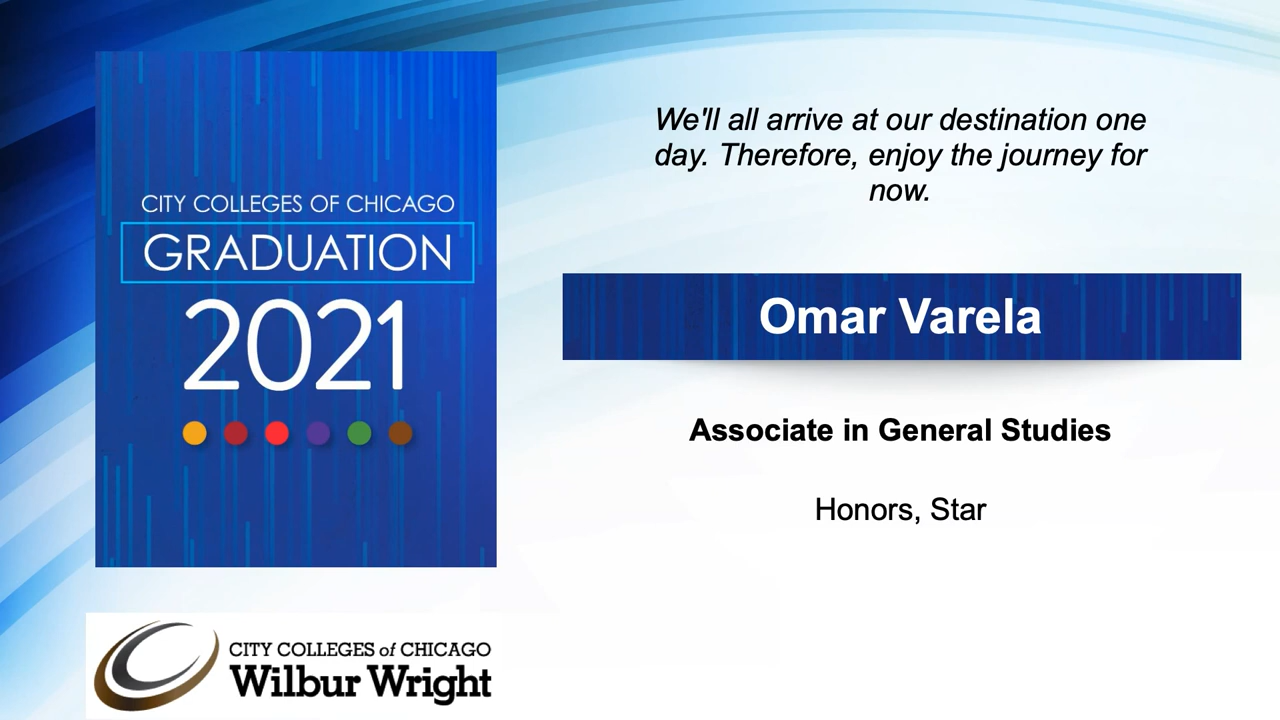 CITY COLLEGES OF CHICAGO
GRADUATION
2021
We'll all arrive at our destination one
day. Therefore, enjoy the journey for
now.
Omar Varela
Associate in General Studies
Honors, Star
CITY COLLEGES of CHICAGO
Wilbur Wright